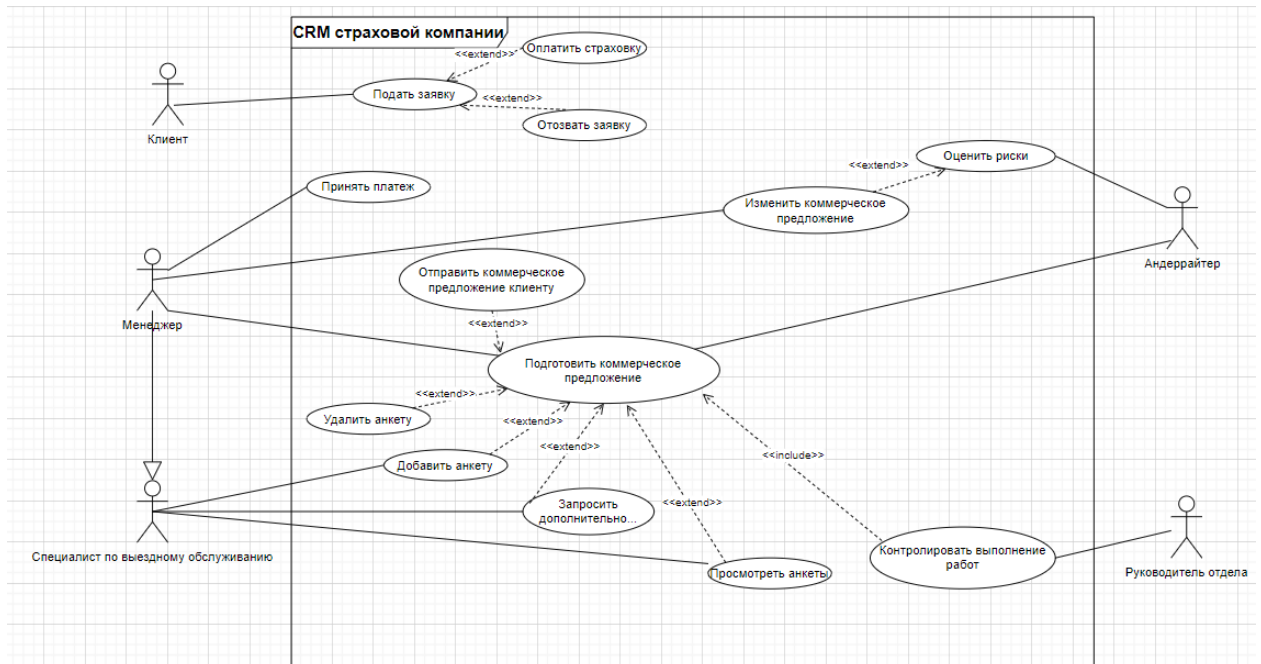 CRM страховой компании
Оплатить страховку
<<extend>>
Подать заявку
<<extend>>
Отозвать заявку
Клиент
Принять платеж
Оценить риски
<<extend>>
Изменить коммерческое
предложение
Андеррайтер
Отправить коммерческое
предложение клиенту
Менеджер
<<extend>>
Подготовить коммерческое
предложение
<<extend>>
Удалить анкету
<<extend>>
<<extend>>
<<include>>
Добавить анкету
Запросить
дополнительно...
<<extend>>
Специалист по выездному обслуживанию
Просмотреть анкеты
Контролировать выполнение
работ
Руководитель отдела